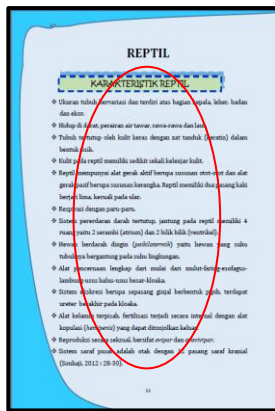 REPTIL
KARAKTERISTIK REPTIL
❖ Ukuran tubuh bervariasi dan terdiri atas bagian kepala, leher, badan
dan ekor.
❖ Hidup di darat, perairan air tawar, rawa-rawa dan laut.
❖ Tubuh tertutup oleh kulit keras dengan zat tanduk (keratin) dalam
bentuk sisik.
❖ Kulit pada reptil memiliki sedikit sekali kelenjar kulit.
❖ Reptil mempunyai alat gerak aktif berupa susunan otot-otot dan alat
gerak pasif berupa susunan kerangka. Reptil memiliki dua pasang kaki
berjari lima, kecuali pada ular.
❖ Respirasi dengan paru-paru.
❖ Sistem peredaran darah tertutup, jantung pada reptil memiliki 4
ruang yaitu 2 serambi (atrium) dan 2 bilik bilik (ventrikel).
❖ Hewan berdarah dingin (poikilotermik) yaitu hewan yang suhu
tubuhnya bergantung pada suhu lingkungan.
❖ Alat pencernaan lengkap dari mulai dari mulut-faring-esofagus-
lambung-usus halus-usus besar-kloaka.
❖ Sistem ekskresi berupa sepasang ginjal berbentuk pipih, terdapat
ureter berakhir pada kloaka.
❖ Alat kelamin terpisah, fertilisasi terjadi secara internal dengan alat
kopulasi (hemipenis) yang dapat ditonjolkan keluar.
❖ Reproduksi secara seksual, bersifat ovipar dan ovovivipar.
❖ Sistem saraf pusat adalah otak dengan 12 pasang saraf kranial
(Sonhaji, 2012 : 28-30).